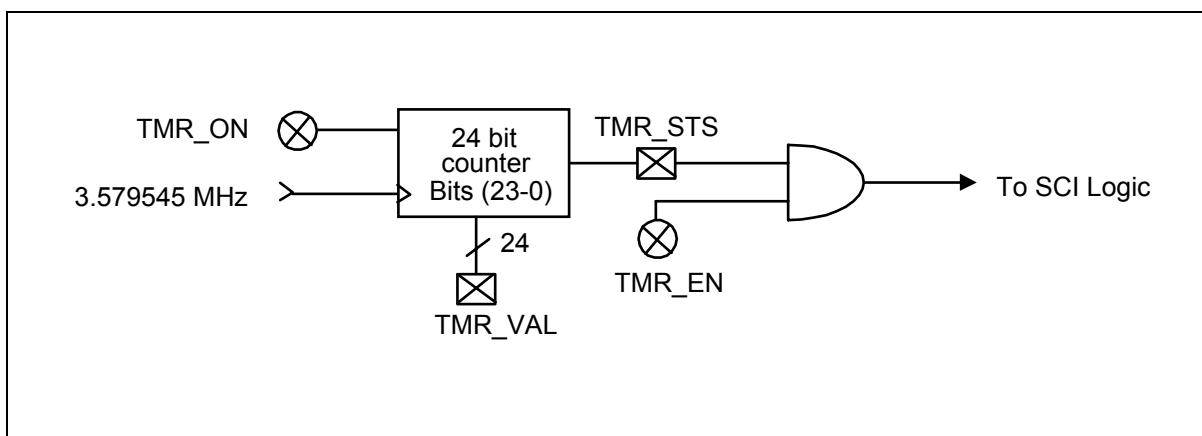 TMR_ON
3.579545 MHz
24 bit
counter
Bits (23-0)
24
TMR_VAL
TMR_STS
TMR_EN
To SCI Logic